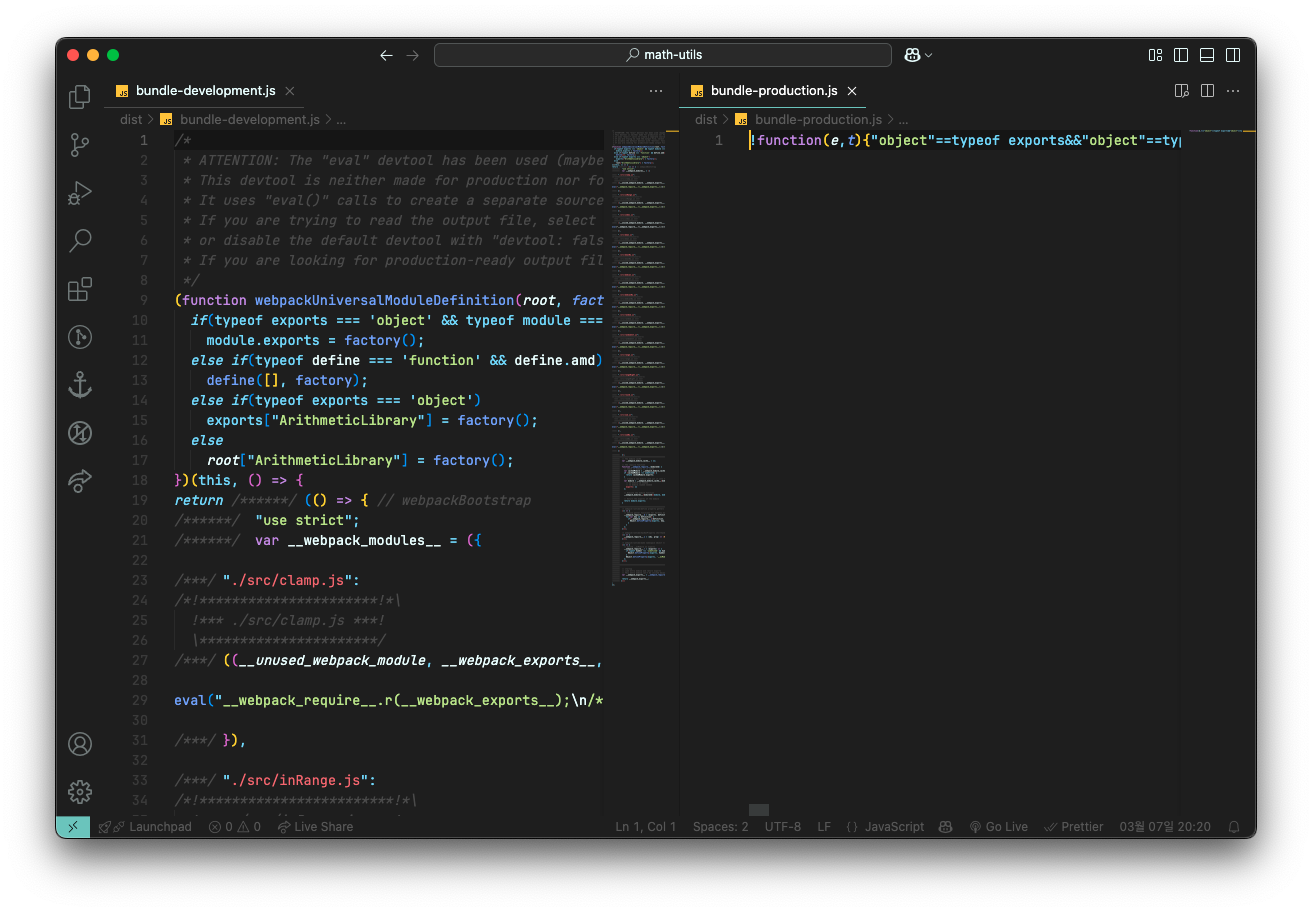 math-utils
JS bundle-development.js
JS bundle-production.js
dist > JS bundle-development.js > ...
dist > JS bundle-production.js > ...
1 /*
2 * ATTENTION: The "eval" devtool has been used (maybe
3 * This devtool is neither made for production nor fo
4 * It uses "eval()" calls to create a separate source
5 * If you are trying to read the output file, select
6 * or disable the default devtool with "devtool: fals
7 * If you are looking for production-ready output fil
8 */
9 (function webpackUniversalModuleDefinition(root, fact
10 if(typeof exports === 'object' && typeof module ===
11 module.exports = factory();
12 else if(typeof define === 'function' && define.amd)
13 define([], factory);
14 else if(typeof exports === 'object')
15 exports["ArithmeticLibrary"] = factory();
16 else
17 root["ArithmeticLibrary"] = factory();
18 })(this, () => {
19 return /******/ (() => { // webpackBootstrap
20 /******/ "use strict";
21 /******/ var __webpack_modules__ = ({
22
23 /***/ "./src/clamp.js":
24 /*!**********************!*\
25 !*** ./src/clamp.js ***!
26 \**********************/
27 /***/ ((__unused_webpack_module, __webpack_exports__,
28
29 eval("__webpack_require__.r(__webpack_exports__);\n/*
30
31 /***/ }),
32
33 /***/ "./src/inRange.js":
34 /*!************************!*\
1 !function(e,t){"object"==typeof exports&&"object"==typ
Launchpad 0 0 Live Share
Ln 1, Col 1 Spaces: 2 UTF-8 LF {} JavaScript Go Live Prettier 03월 07일 20:20